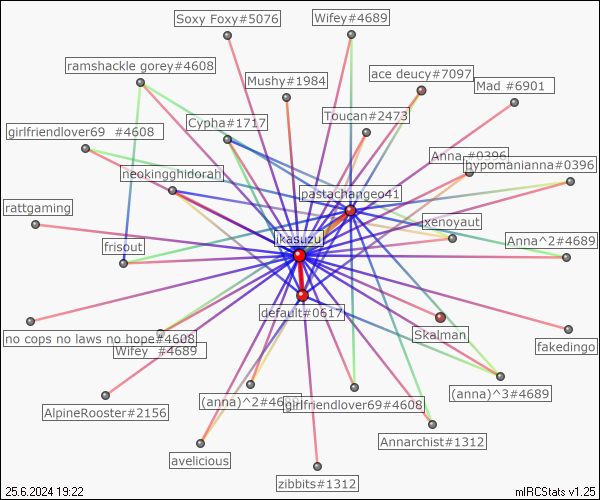 Soxy Foxy#5076
Wifey#4689
ramshackle gorey#4608
Mushy#1984
ace deucy#7097
Mad #6901
Cypha#1717
Toucan#2473
girlfriendlover69 #4608
Anna #0396
hypomanianna#0396
neokingghidorah
pastachangeo41
rattgaming
xenoyaut
frisout
ikasuzu
Anna^2#4689
default#0617
no cops no laws no hope#4608
Wifey #4689
Skalman
fakedingo
(anna)^3#4689
(anna)^2#46
girlfriendlover69#4608
AlpineRooster#2156
Annarchist#1312
avelicious
zibbits#1312
25.6.2024 19:22
mIRCStats v1.25